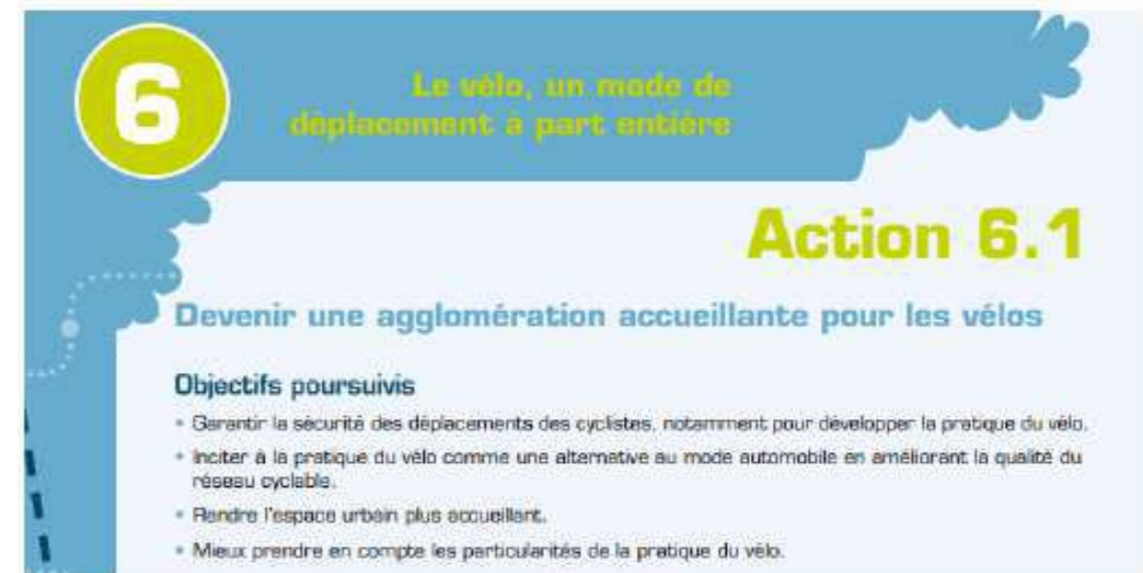 6
Le vélo, un mode de
déplacement à part entière
Action 6.1
Devenir une agglomération accueillante pour les vélos
Objectifs poursuivis
• Garantir la sécurité des déplacements des cyclistes, notamment pour développer la pratique du vélo.
• Inciter à la pratique du vélo comme une alternative au mode automobile en améliorant la qualité du
réseau cyclable.
• Rendre l'espace urbain plus accueillant.
• Mieux prendre en compte les particularités de la pratique du vélo.